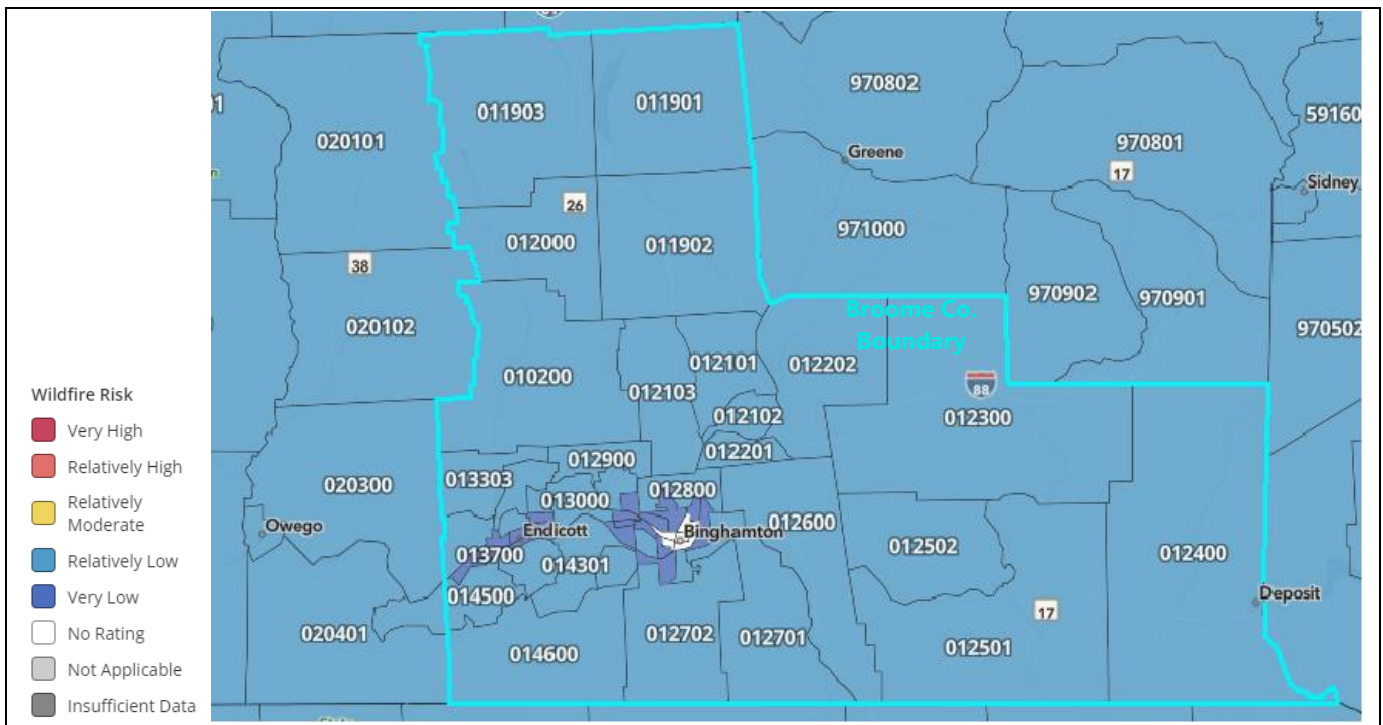 Wildfire Risk
Very High
Relatively High
Relatively
Moderate
Relatively Low
Very Low
No Rating
Not Applicable
Insufficient Data
970802
011903
011901
59160
020101
970801
Greene
17
Sidney
26
971000
012000
011902
38
970902
970901
Broome Co.
Boundary
020102
970502
012101
012202
010200
88
012103
012102
012300
012201
012900
013303
020300
012800
013000
Owego
Endicott
Binghamton
012600
012502
013700
014301
012400
014500
Deposit
17
020401
012702
012701
012501
014600